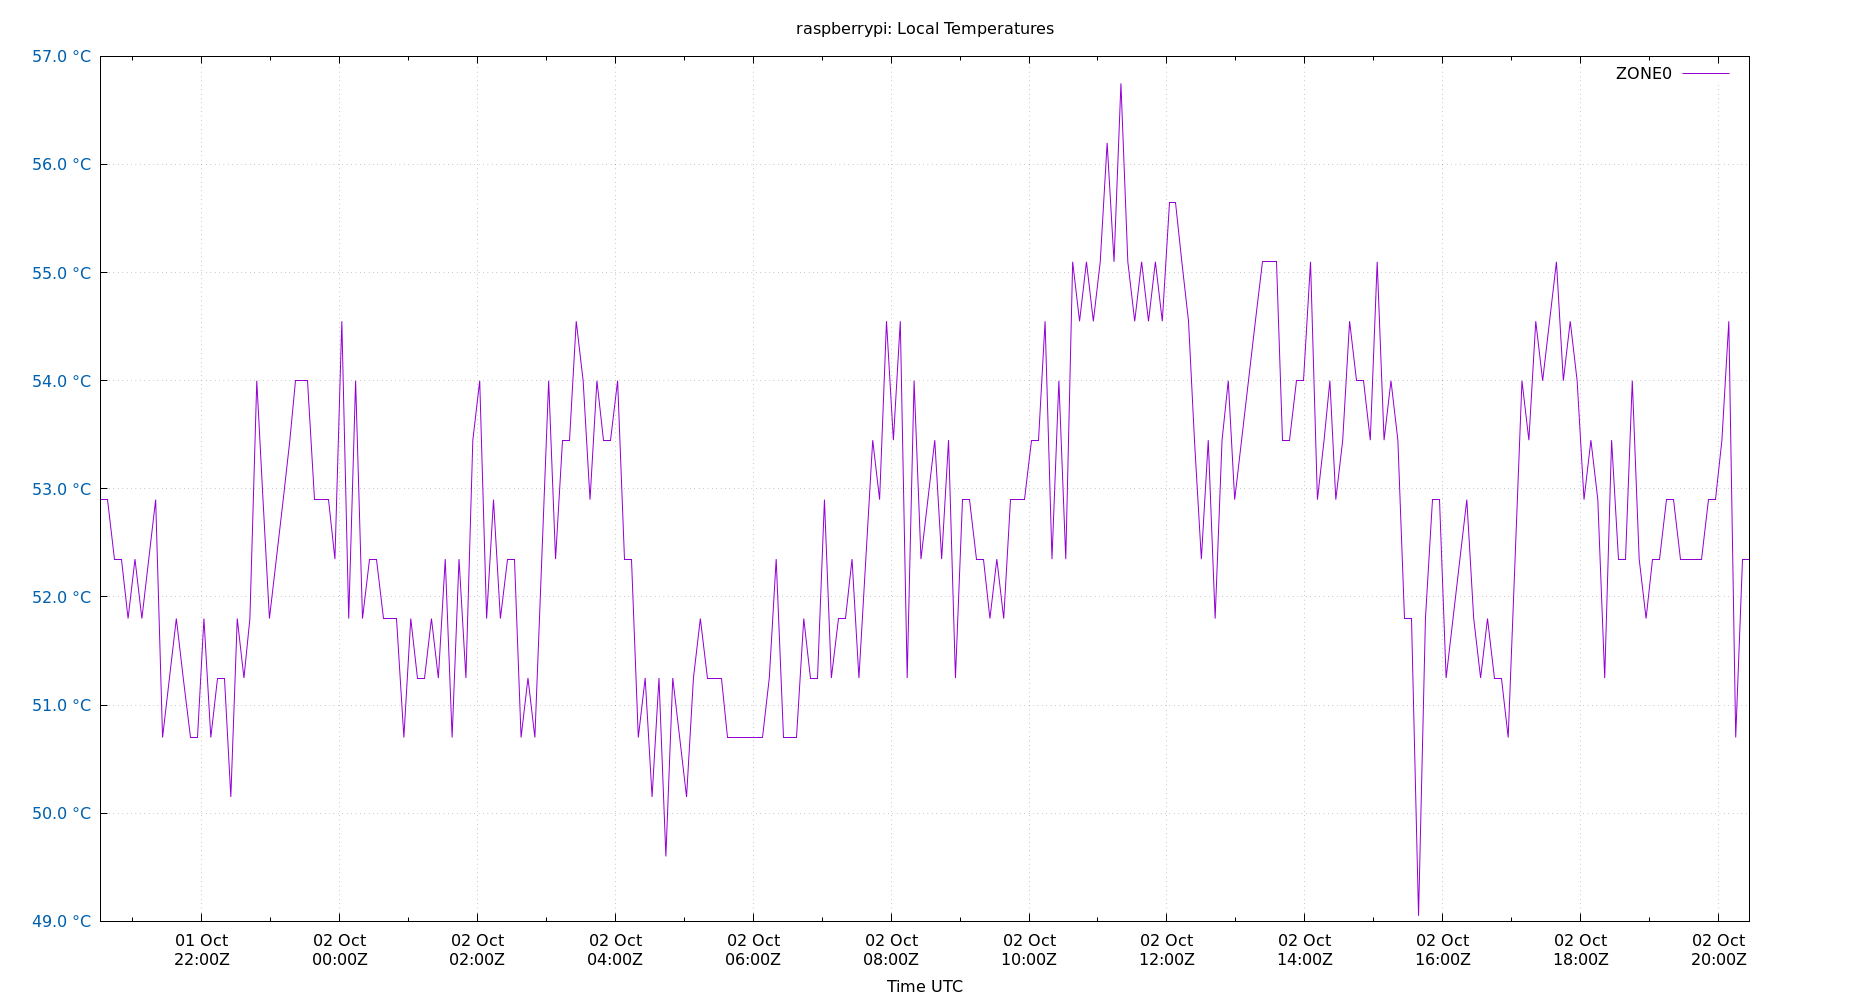 raspberrypi: Local Temperatures
57.0 °C
ZONE0
56.0 °C
55.0 °C
54.0 °C
53.0 °C
52.0 °C
51.0 °C
50.0 °C
49.0 °C
01 Oct 02 Oct 02 Oct 02 Oct 02 Oct 02 Oct 02 Oct 02 Oct 02 Oct 02 Oct 02 Oct 02 Oct
22:00Z 00:00Z 02:00Z 04:00Z 06:00Z 08:00Z 10:00Z 12:00Z 14:00Z 16:00Z 18:00Z 20:00Z
Time UTC